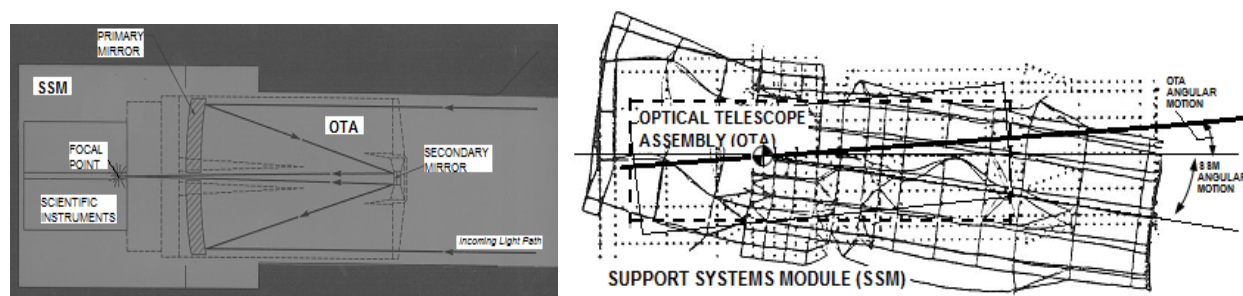 PRIMARY
MIRROR
SSM
OTA
FOCAL
POINT
SECONDARY
MIRROR
SCIENTIFIC
INSTRUMENTS
Incoming Light Path
OPTICAL TELESCOPE
ASSEMBLY (OTA)
OTA
ANGULAR
MOTION
SSM
ANGULAR
MOTION
SUPPORT SYSTEMS MODULE (SSM)